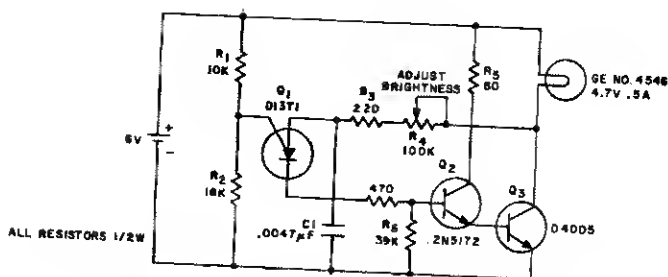 R1
10K
Q1
D13T1
R3
220
ADJUST
BRIGHTNESS
R4
100K
R5
60
GE NO. 4546
4.7V .5A
6V
+
−
R2
18K
C1
.0047µF
470
R6
39K
Q2
2N5172
Q3
D40D5
ALL RESISTORS 1/2W